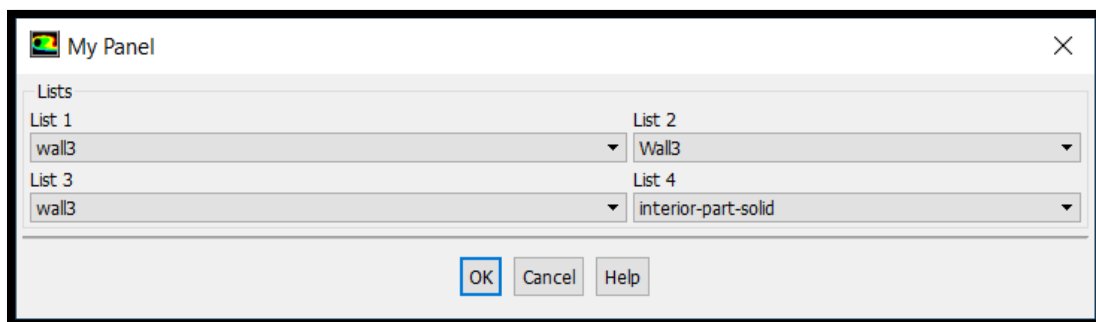 My Panel
Lists
List 1 List 2
wall3 Wall3
List 3 List 4
wall3 interior-part-solid
OK Cancel Help